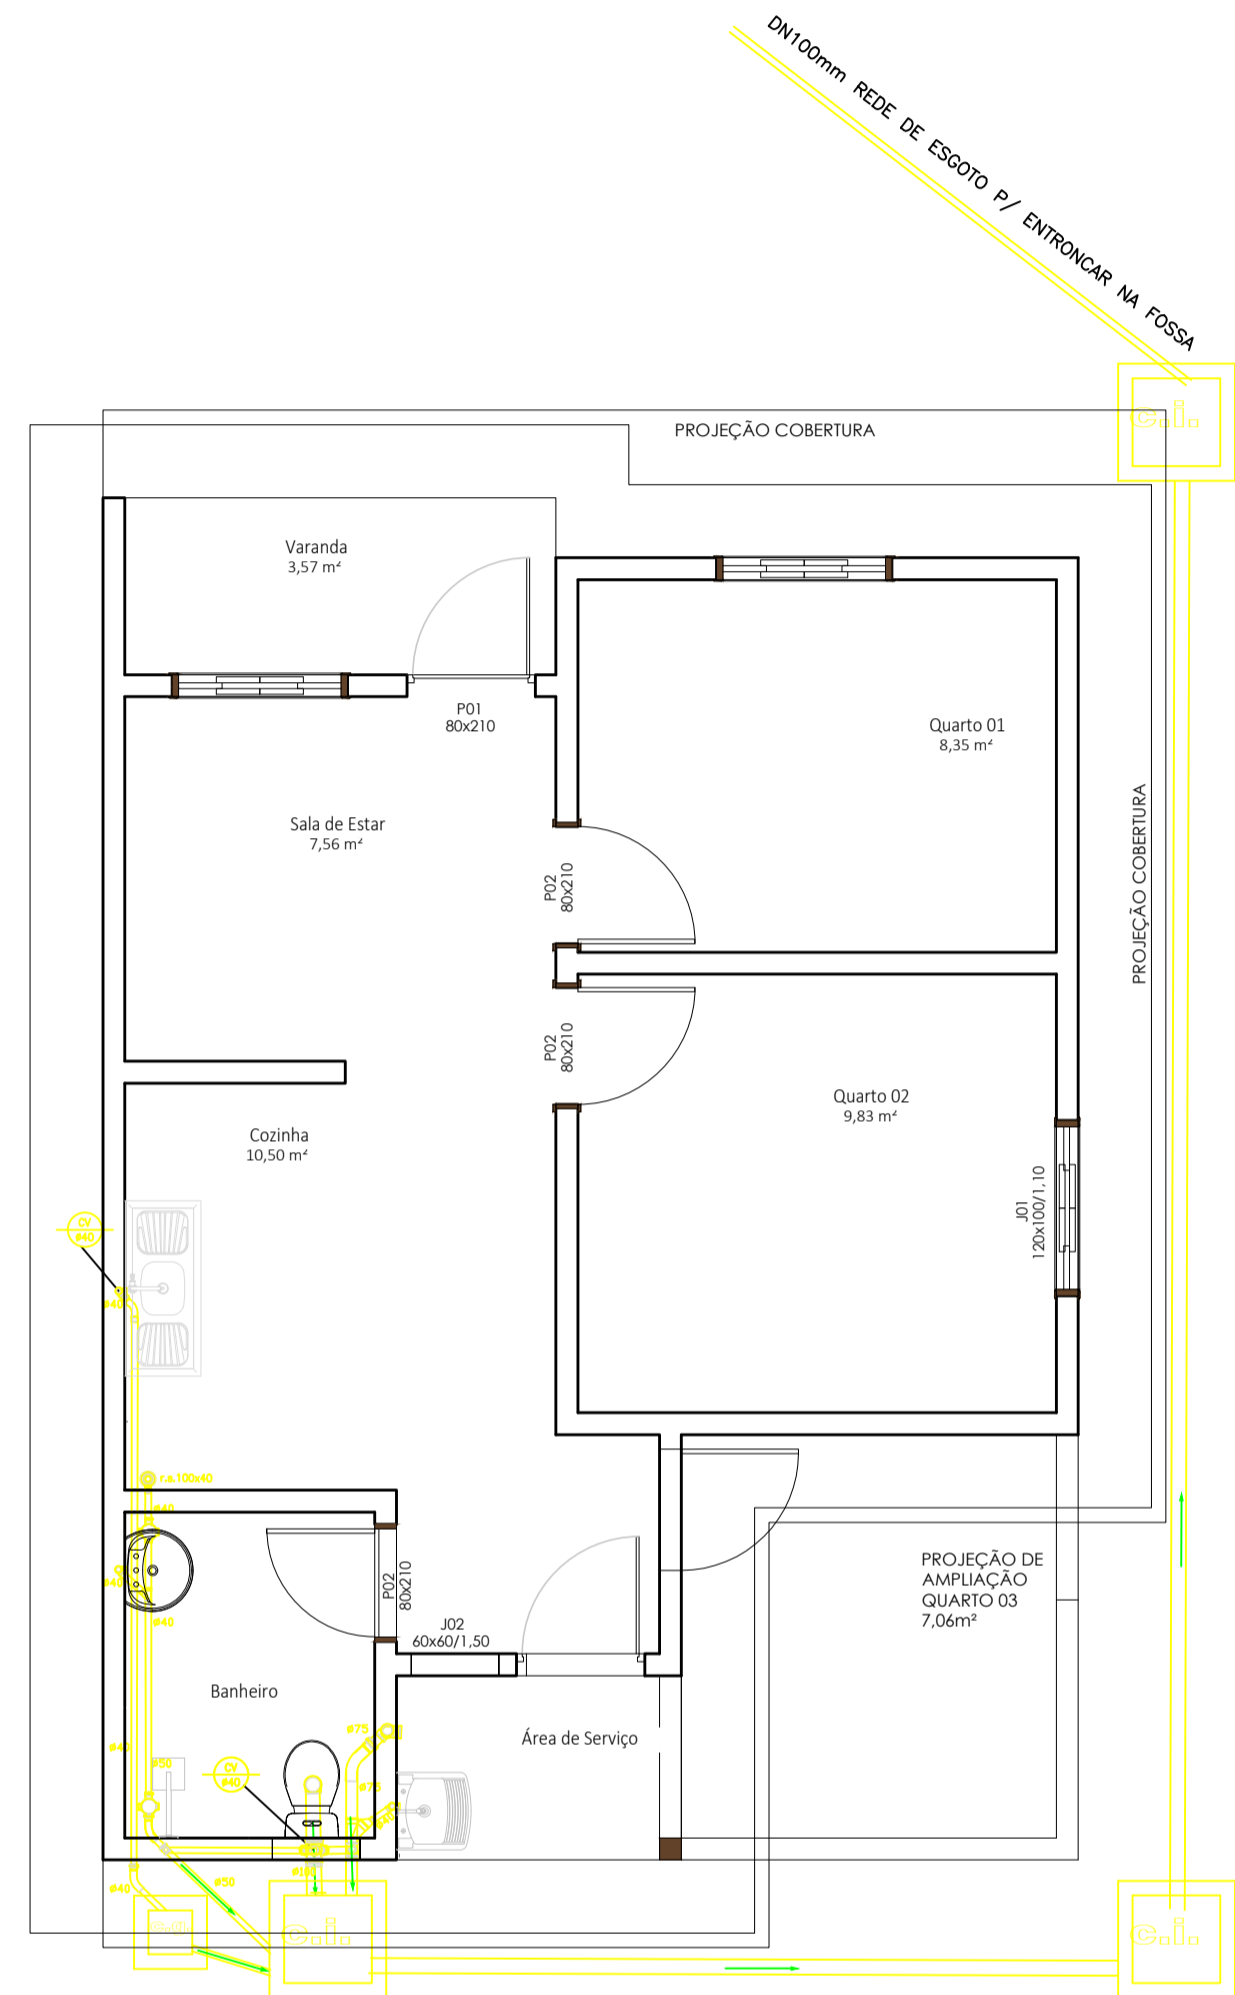 DN100mm REDE DE ESGOTO P/ ENTRONCAR NA FOSSA
c.i.
PROJEÇÃO COBERTURA
Varanda
3,57 m²
P01
80x210
Quarto 01
8,35 m²
Sala de Estar
7,56 m²
PROJEÇÃO COBERTURA
P02
80x210
P02
80x210
Quarto 02
9,83 m²
Cozinha
10,50 m²
J01
120x100/1,10
CV
ø40
ø40
r.s.100x40
ø40
ø40
ø40
P02
80x210
J02
60x60/1,50
PROJEÇÃO DE
AMPLIAÇÃO
QUARTO 03
7,06m²
Banheiro
Área de Serviço
ø75
ø40
ø50
CV
ø40
ø75
ø40
ø100
ø40
ø50
c.i.
c.i.